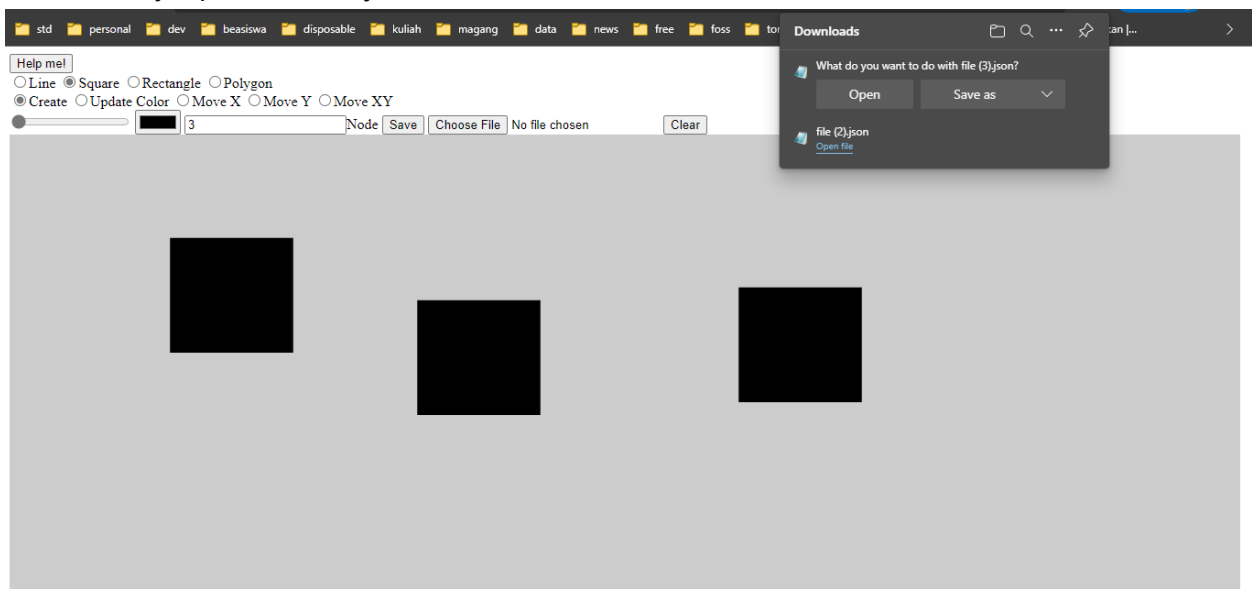 std personal dev beasiswa disposable kuliah magang data news free foss
Downloads
What do you want to do with file (3).json?
Open Save as
file (2).json
Open file
Help me!
Line Square Rectangle Polygon
Create Update Color Move X Move Y Move XY
3 Node Save Choose File No file chosen Clear